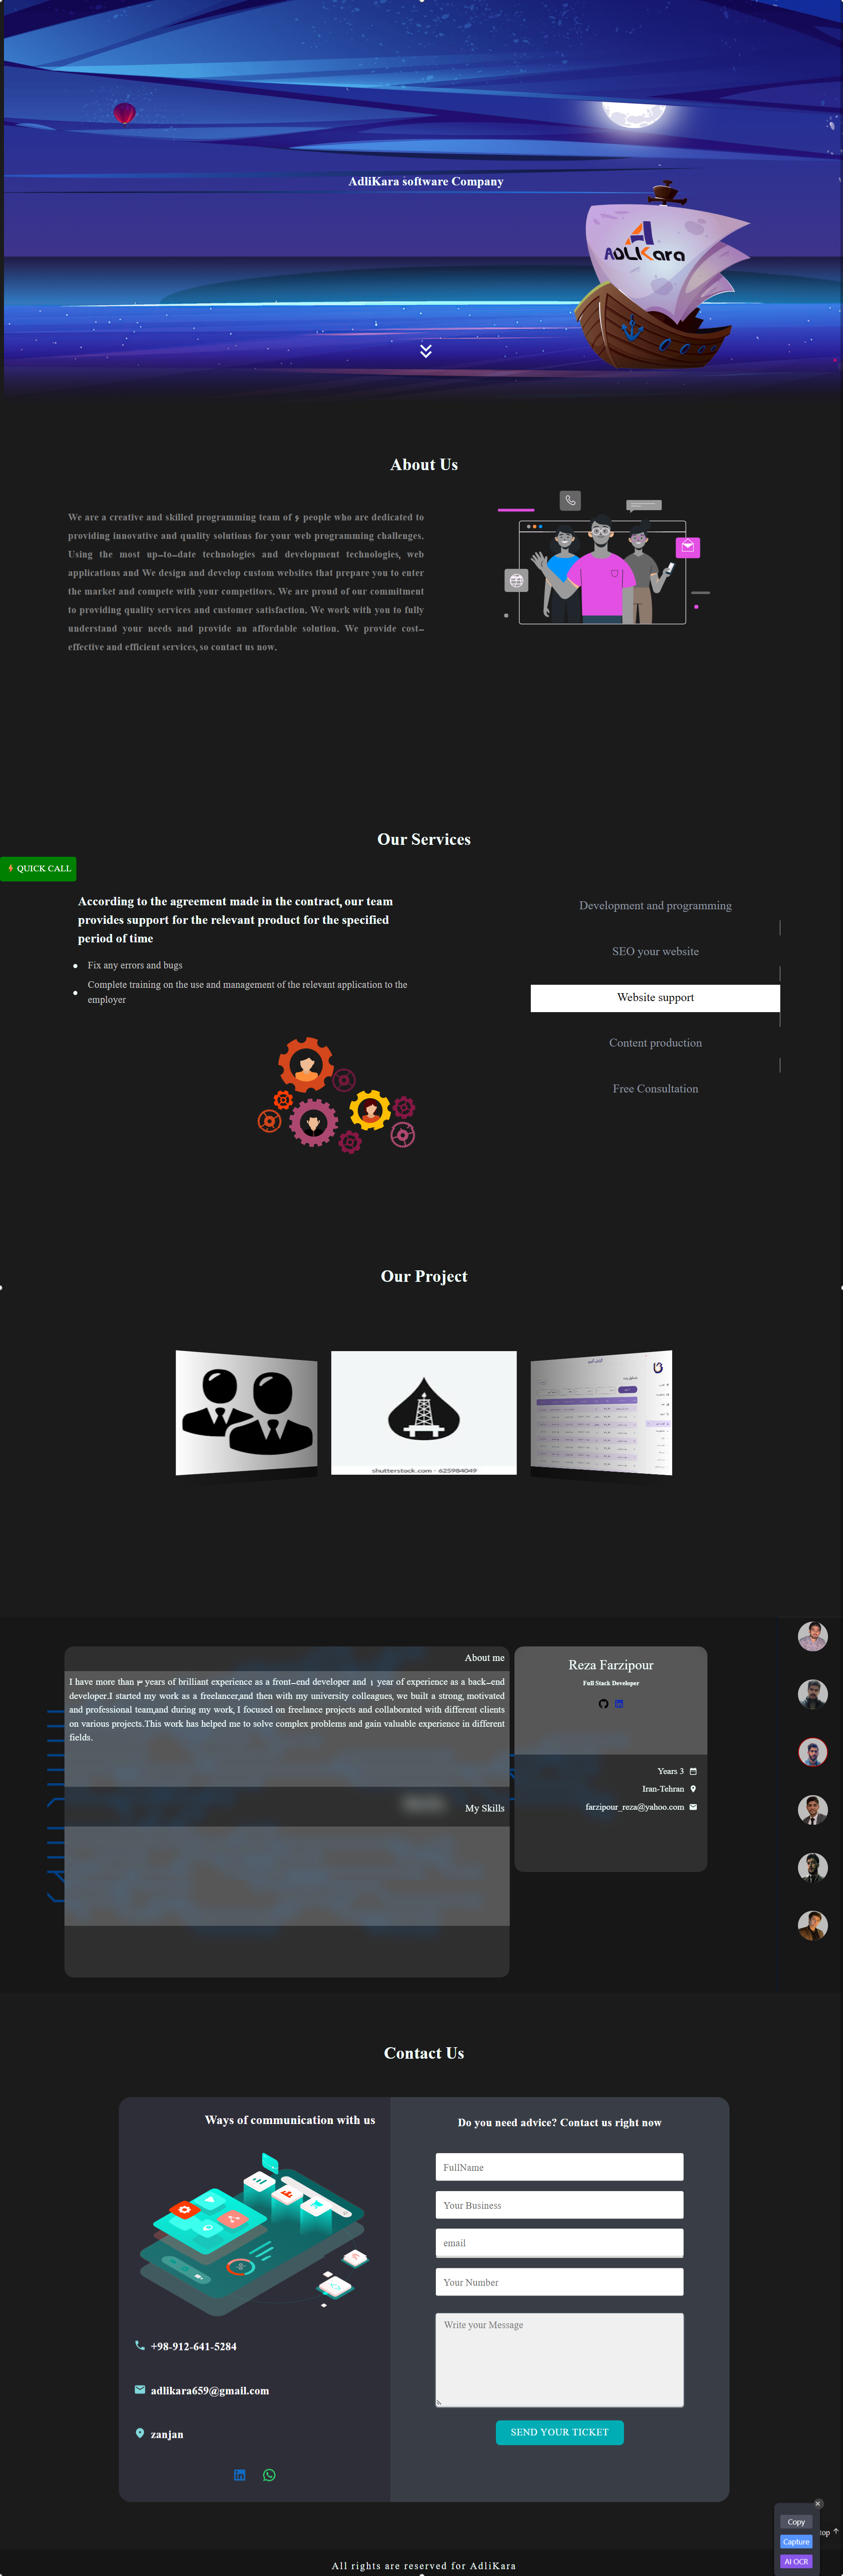 AdliKara software Company
ADLIKara
About Us
We are a creative and skilled programming team of ۶ people who are dedicated to
providing innovative and quality solutions for your web programming challenges.
Using the most up-to-date technologies and development technologies, web
applications and We design and develop custom websites that prepare you to enter
the market and compete with your competitors. We are proud of our commitment
to providing quality services and customer satisfaction. We work with you to fully
understand your needs and provide an affordable solution. We provide cost-
effective and efficient services, so contact us now.
Our Services
QUICK CALL
According to the agreement made in the contract, our team
provides support for the relevant product for the specified
period of time
Fix any errors and bugs
Complete training on the use and management of the relevant application to the
employer
Development and programming
SEO your website
Website support
Content production
Free Consultation
Our Project
shutterstock.com · 625984049
About me
I have more than ۳ years of brilliant experience as a front-end developer and ۱ year of experience as a back-end
developer.I started my work as a freelancer,and then with my university colleagues, we built a strong, motivated
and professional team,and during my work, I focused on freelance projects and collaborated with different clients
on various projects.This work has helped me to solve complex problems and gain valuable experience in different
fields.
My Skills
Reza Farzipour
Full Stack Developer
Years 3
Iran-Tehran
farzipour_reza@yahoo.com
Contact Us
Ways of communication with us
+98-912-641-5284
adlikara659@gmail.com
zanjan
Do you need advice? Contact us right now
FullName
Your Business
email
Your Number
Write your Message
SEND YOUR TICKET
Copy
top
Capture
AI OCR
All rights are reserved for AdliKara